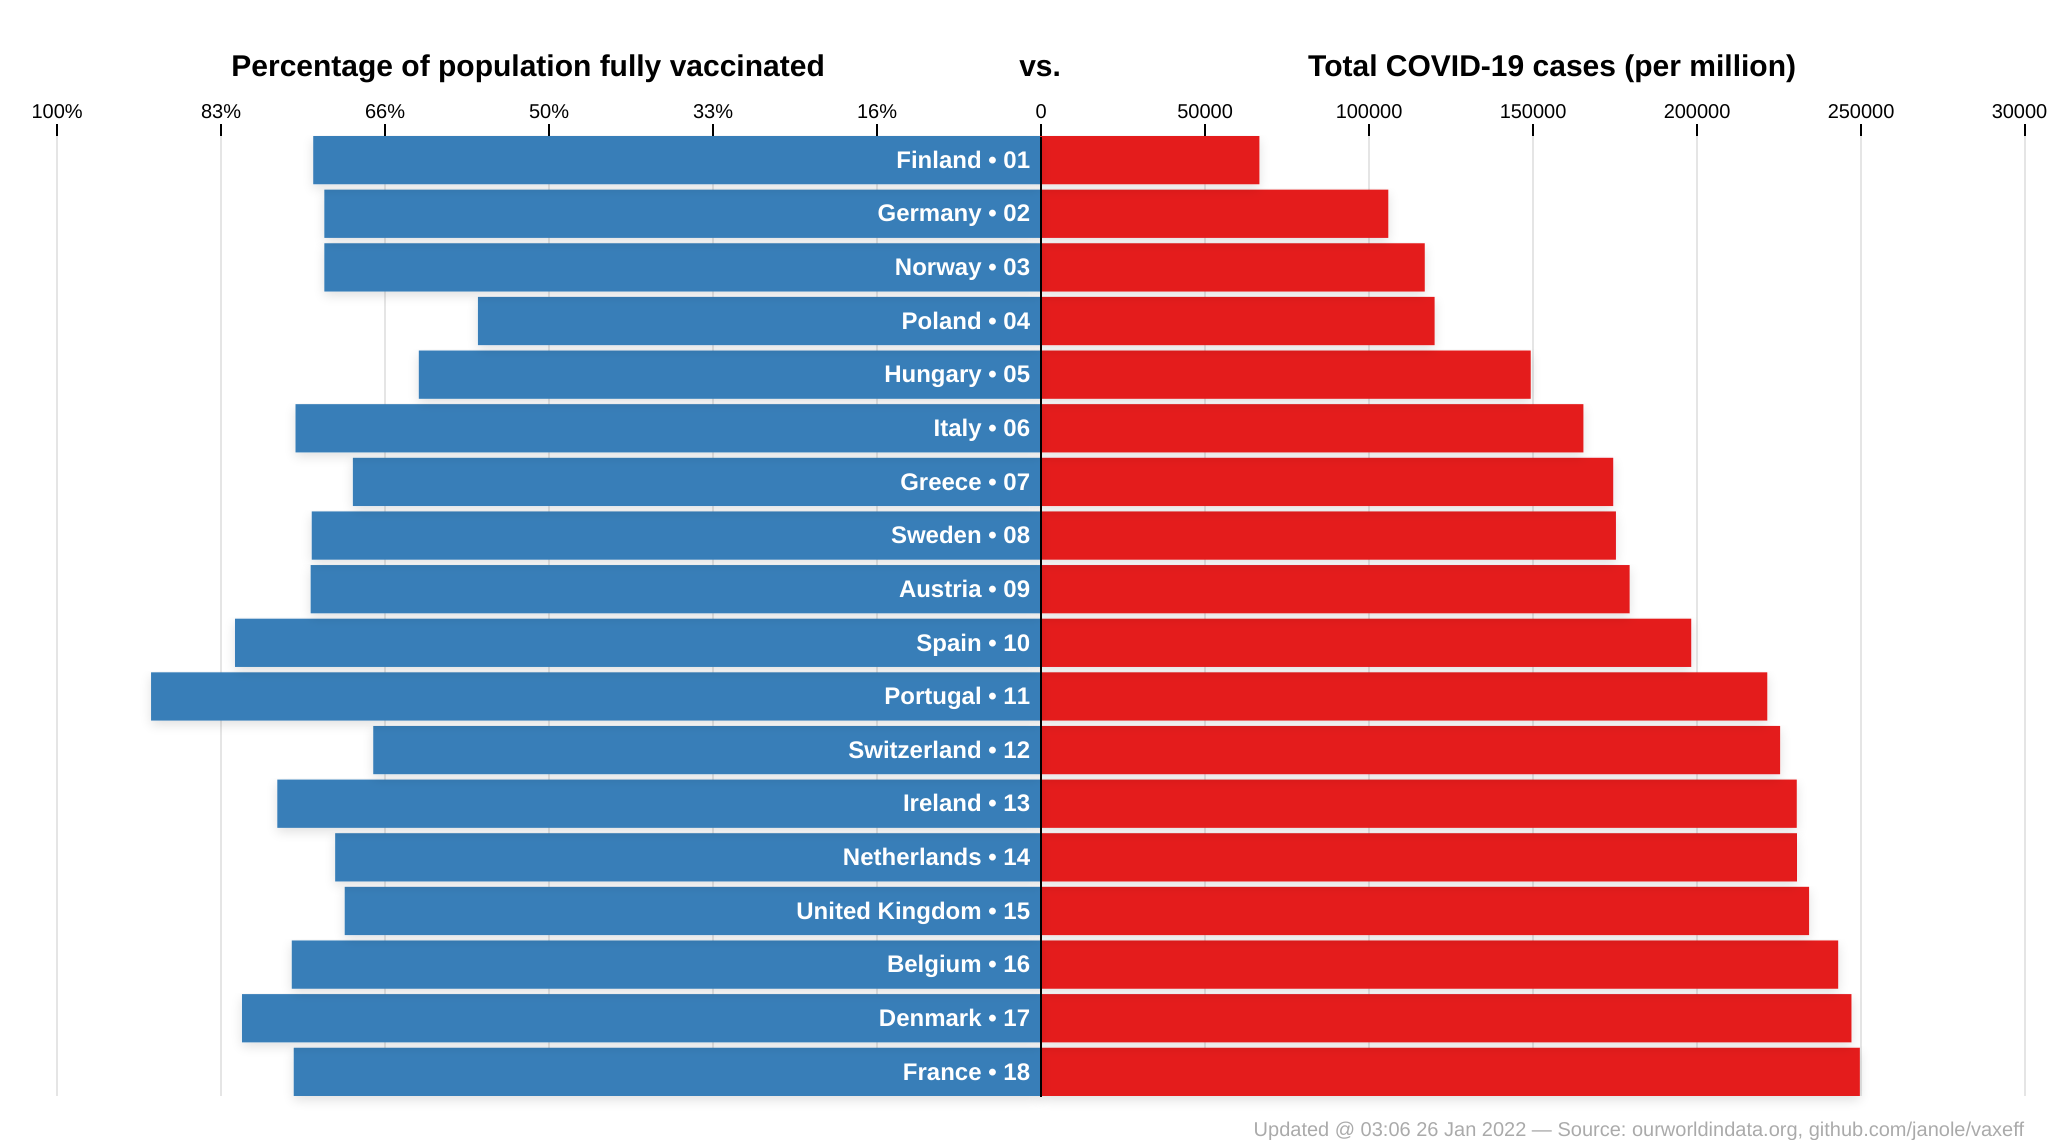 Percentage of population fully vaccinated vs. Total COVID-19 cases (per million)
100% 83% 66% 50% 33% 16% 0 50000 100000 150000 200000 250000 30000
Finland • 01
Germany • 02
Norway • 03
Poland • 04
Hungary • 05
Italy • 06
Greece • 07
Sweden • 08
Austria • 09
Spain • 10
Portugal • 11
Switzerland • 12
Ireland • 13
Netherlands • 14
United Kingdom • 15
Belgium • 16
Denmark • 17
France • 18
Updated @ 03:06 26 Jan 2022 — Source: ourworldindata.org, github.com/janole/vaxeff